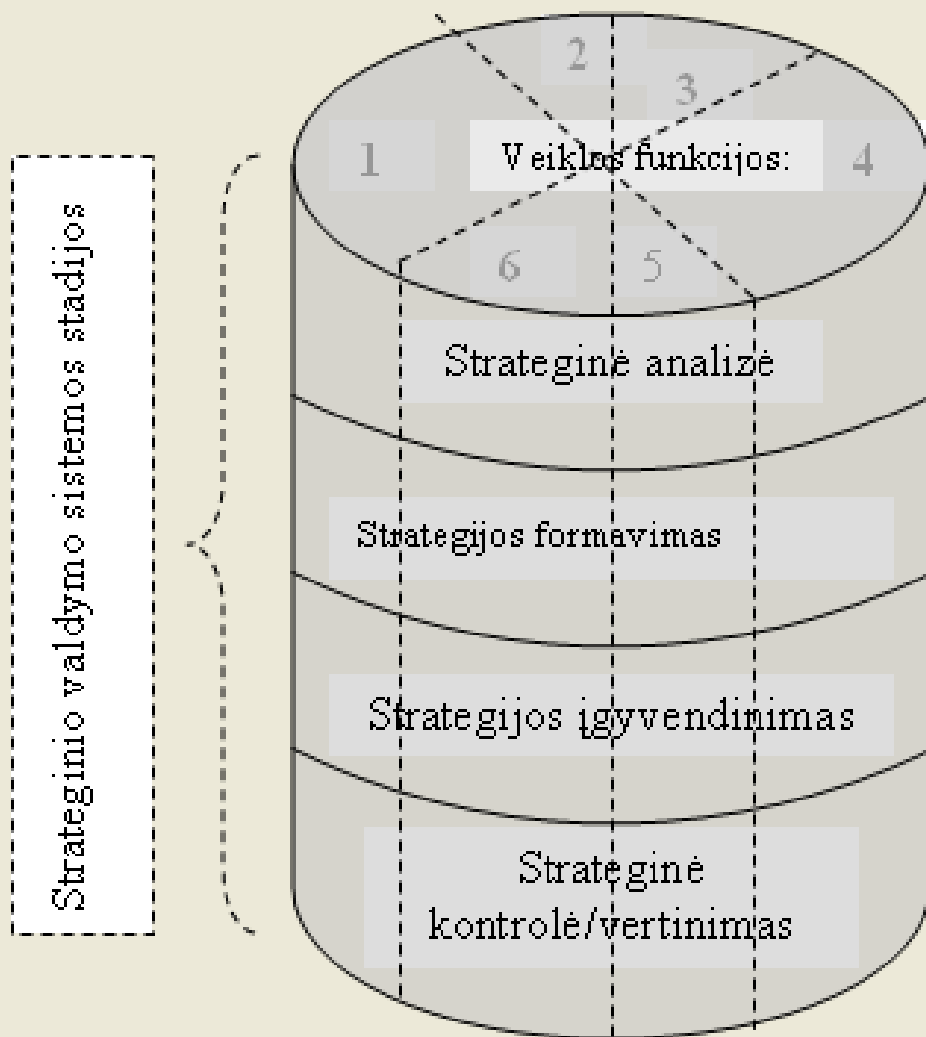 Strateginio valdymo sistemos stadijos
2
3
1
Veiklos funkcijos:
4
6
5
Strateginė analizė
Strategijos formavimas
Strategijos įgyvendinimas
Strateginė
kontrolė/vertinimas